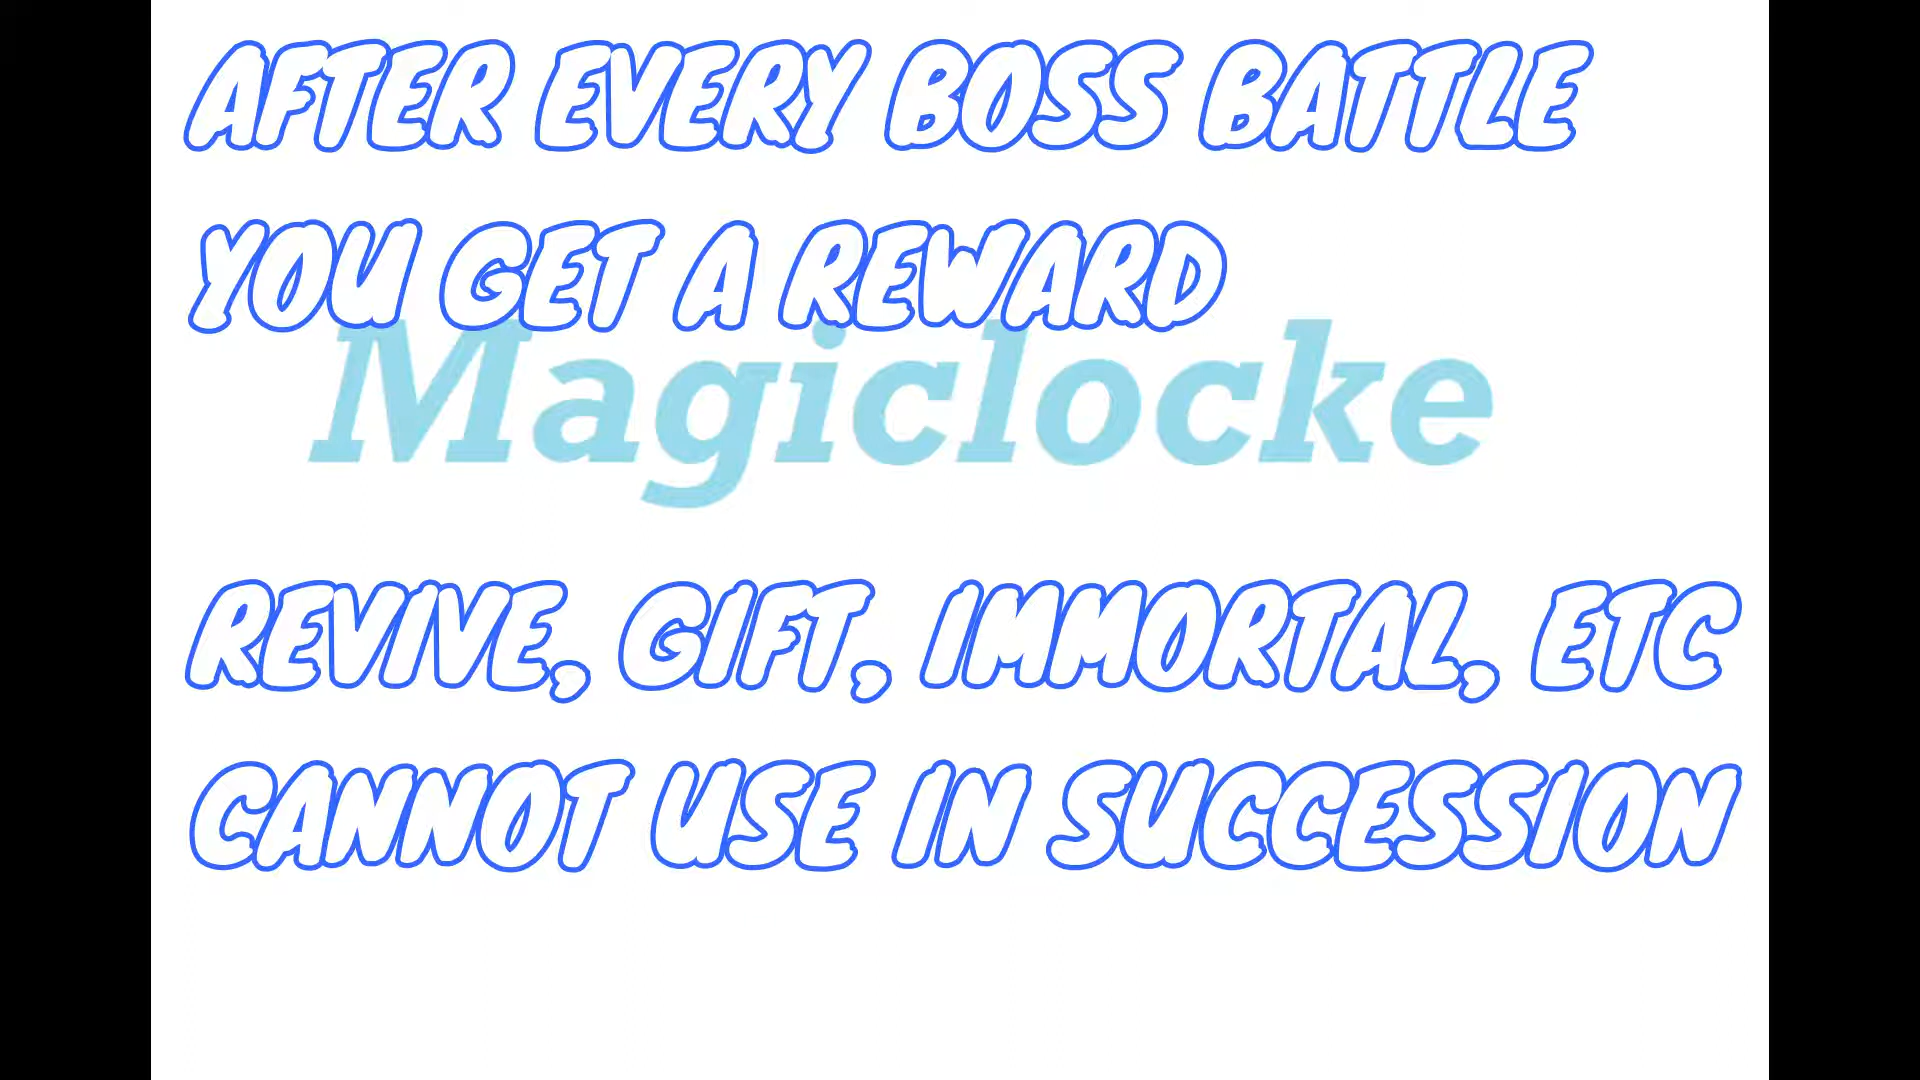 AFTER EVERY BOSS BATTLE
YOU GET A REWARD
Magiclocke
REVIVE, GIFT, IMMORTAL, ETC
CANNOT USE IN SUCCESSION